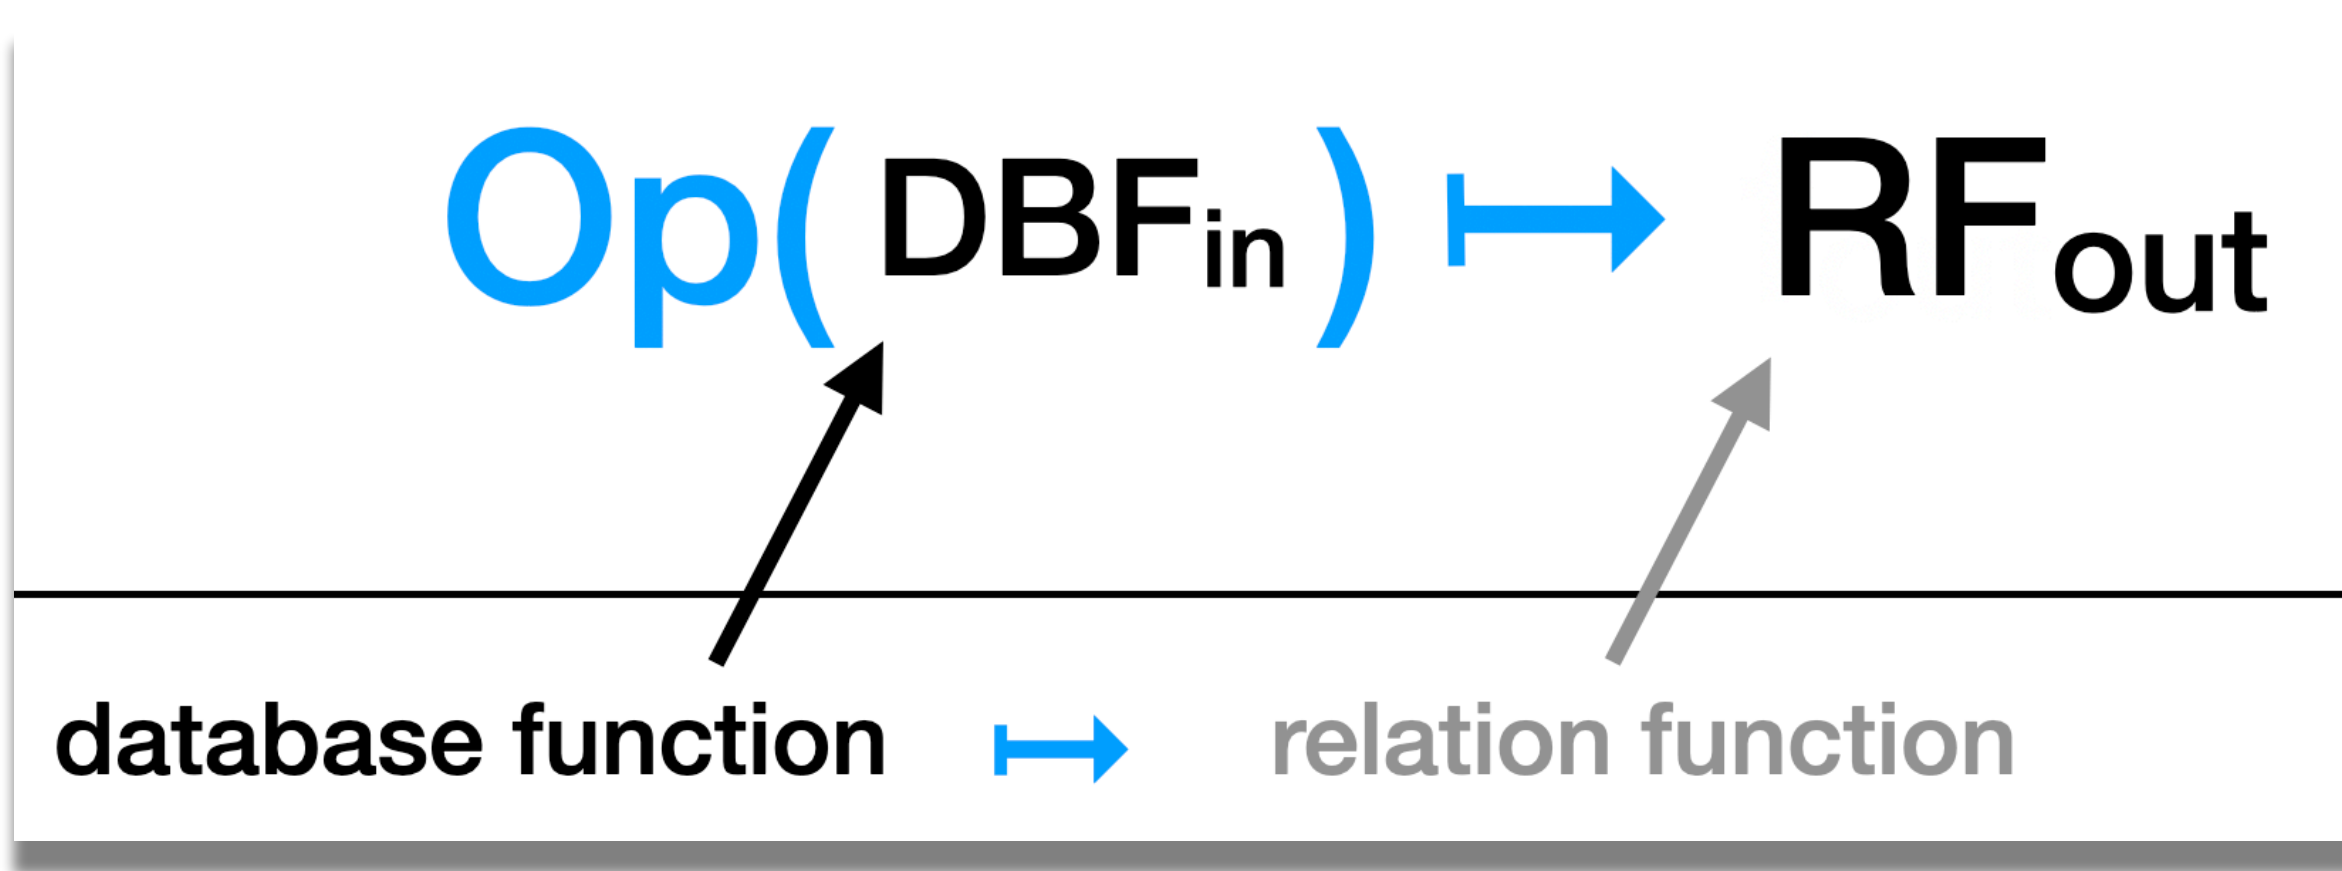 Op( DBFin ) ↦ RFout
database function ↦ relation function